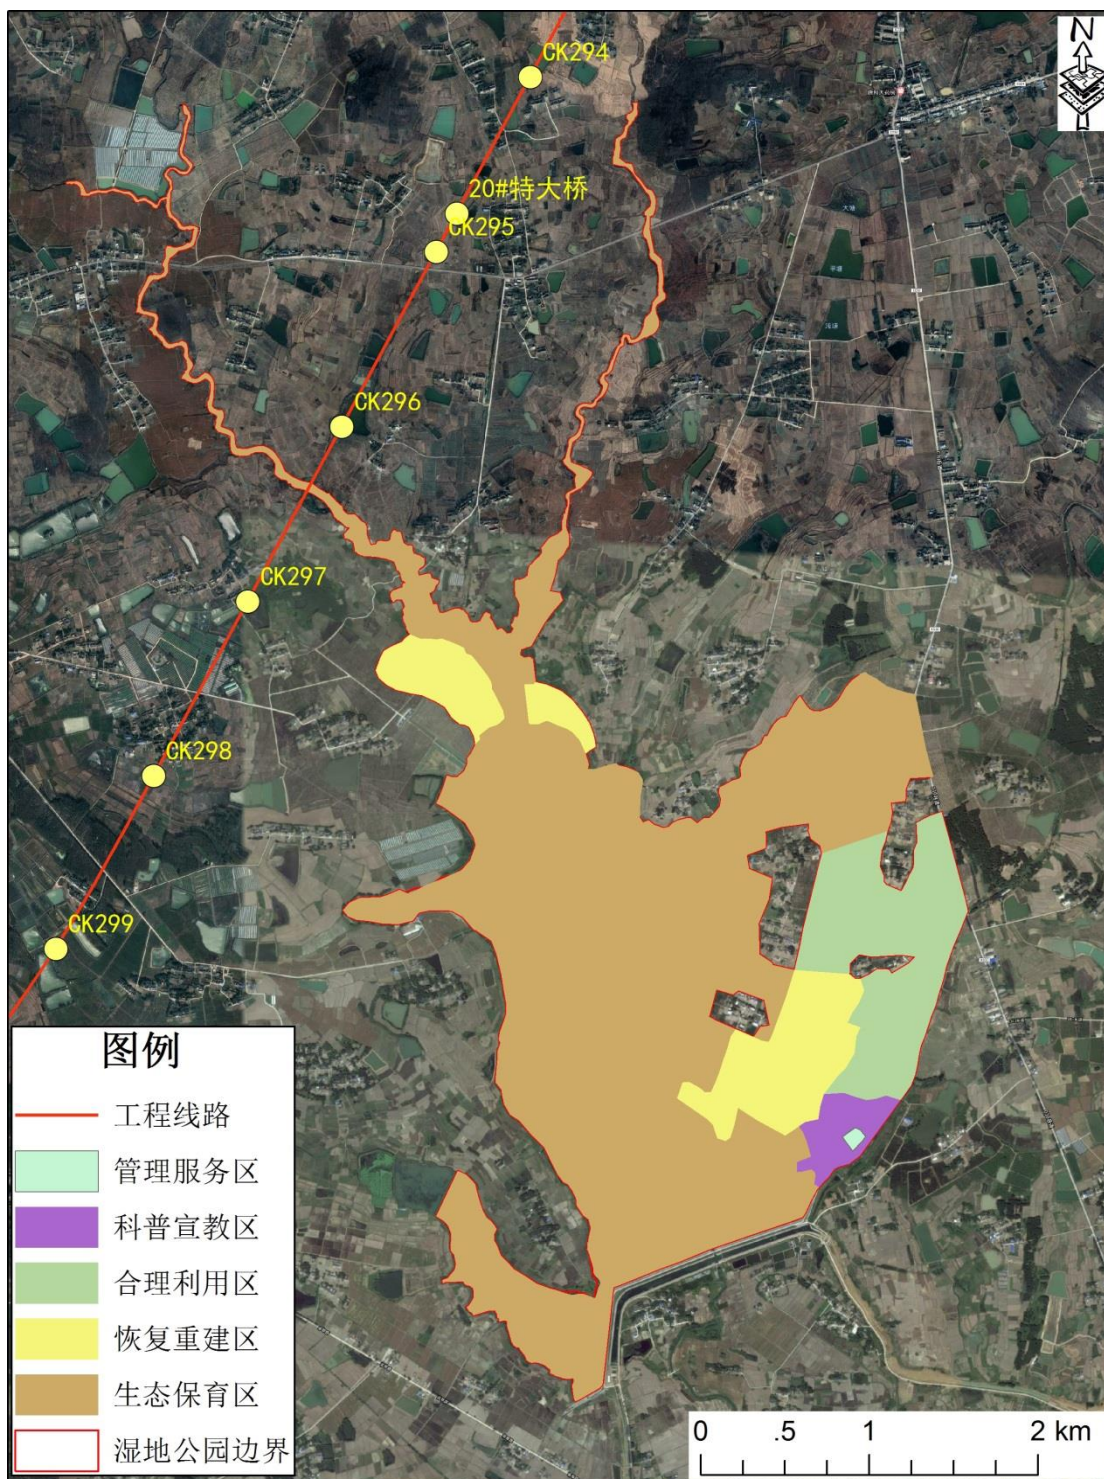 N
CK294
20#特大桥
CK295
CK296
CK297
CK298
CK299
图例
工程线路
管理服务区
科普宣教区
合理利用区
恢复重建区
生态保育区
湿地公园边界
0 .5 1 2 km